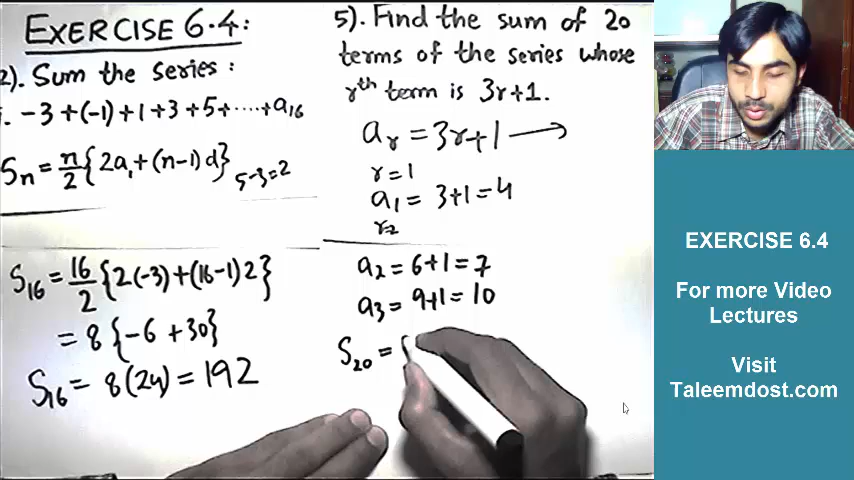 EXERCISE 6.4:
2). Sum the series:
. -3 + (-1) + 1 + 3 + 5 + ..... + a16
Sn = n/2 {2a1 + (n-1) d}
5-3=2
S16 = 16/2 {2(-3) + (16-1) 2}
= 8 {-6 + 30}
S16 = 8(24) = 192
5). Find the sum of 20
terms of the series whose
rth term is 3r+1.
ar = 3r+1 →
r=1
a1 = 3+1 = 4
r=2
a2 = 6+1 = 7
a3 = 9+1 = 10
S20 =
EXERCISE 6.4
For more Video
Lectures
Visit
Taleemdost.com